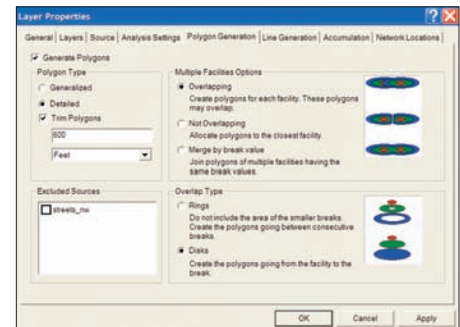 Layer Properties
General | Layers | Source | Analysis Settings | Polygon Generation | Line Generation | Accumulation | Network Locations
Generate Polygons
Polygon Type
Generalized
Detailed
Trim Polygons
600
Feet
Excluded Sources
streets_nw
Multiple Facilities Options
Overlapping
Create polygons for each facility. These polygons
may overlap.
Not Overlapping
Allocate polygons to the closest facility.
Merge by break value
Join polygons of multiple facilities having the
same break values.
Overlap Type
Rings
Do not include the area of the smaller breaks.
Create the polygons going between consecutive
breaks.
Disks
Create the polygons going from the facility to the
break.
OK
Cancel
Apply